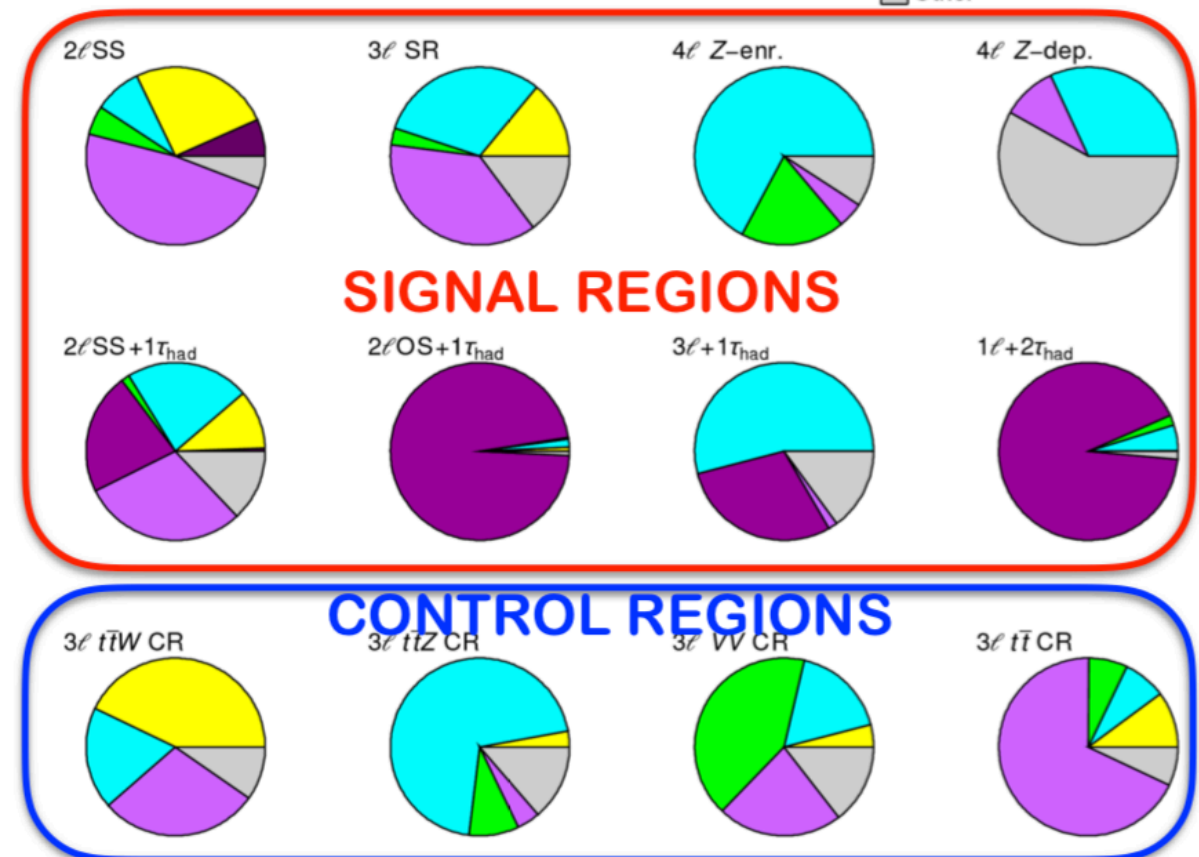 2ℓSS 3ℓ SR 4ℓ Z−enr. 4ℓ Z−dep.
SIGNAL REGIONS
2ℓSS+1τhad 2ℓOS+1τhad 3ℓ+1τhad 1ℓ+2τhad
CONTROL REGIONS
3ℓ tt̄W CR 3ℓ tt̄Z CR 3ℓ VV CR 3ℓ tt̄ CR